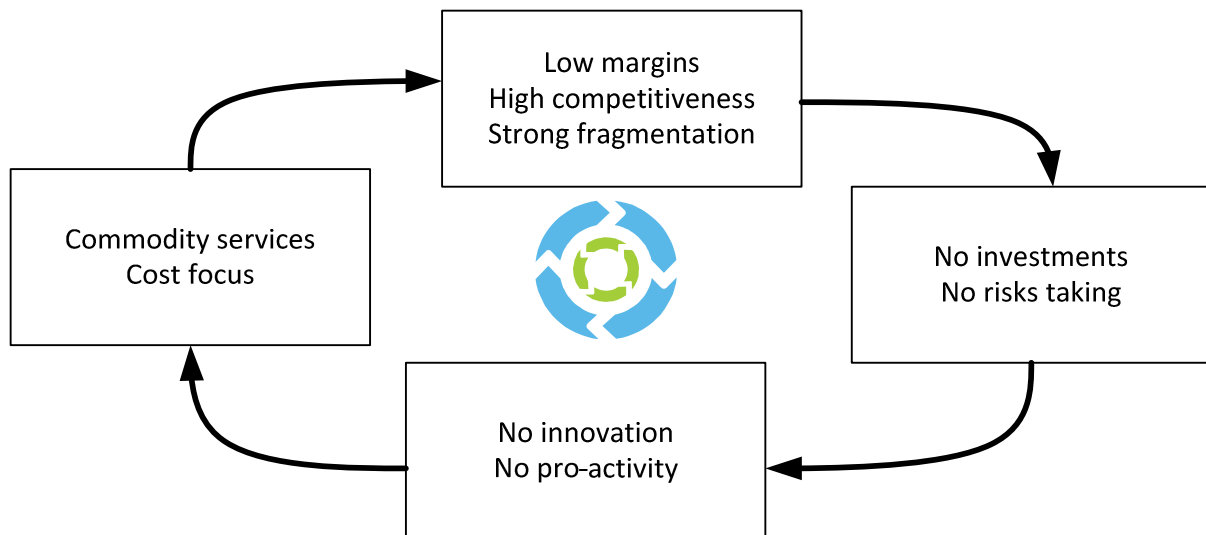 Low margins
High competitiveness
Strong fragmentation
No investments
No risks taking
No innovation
No pro-activity
Commodity services
Cost focus